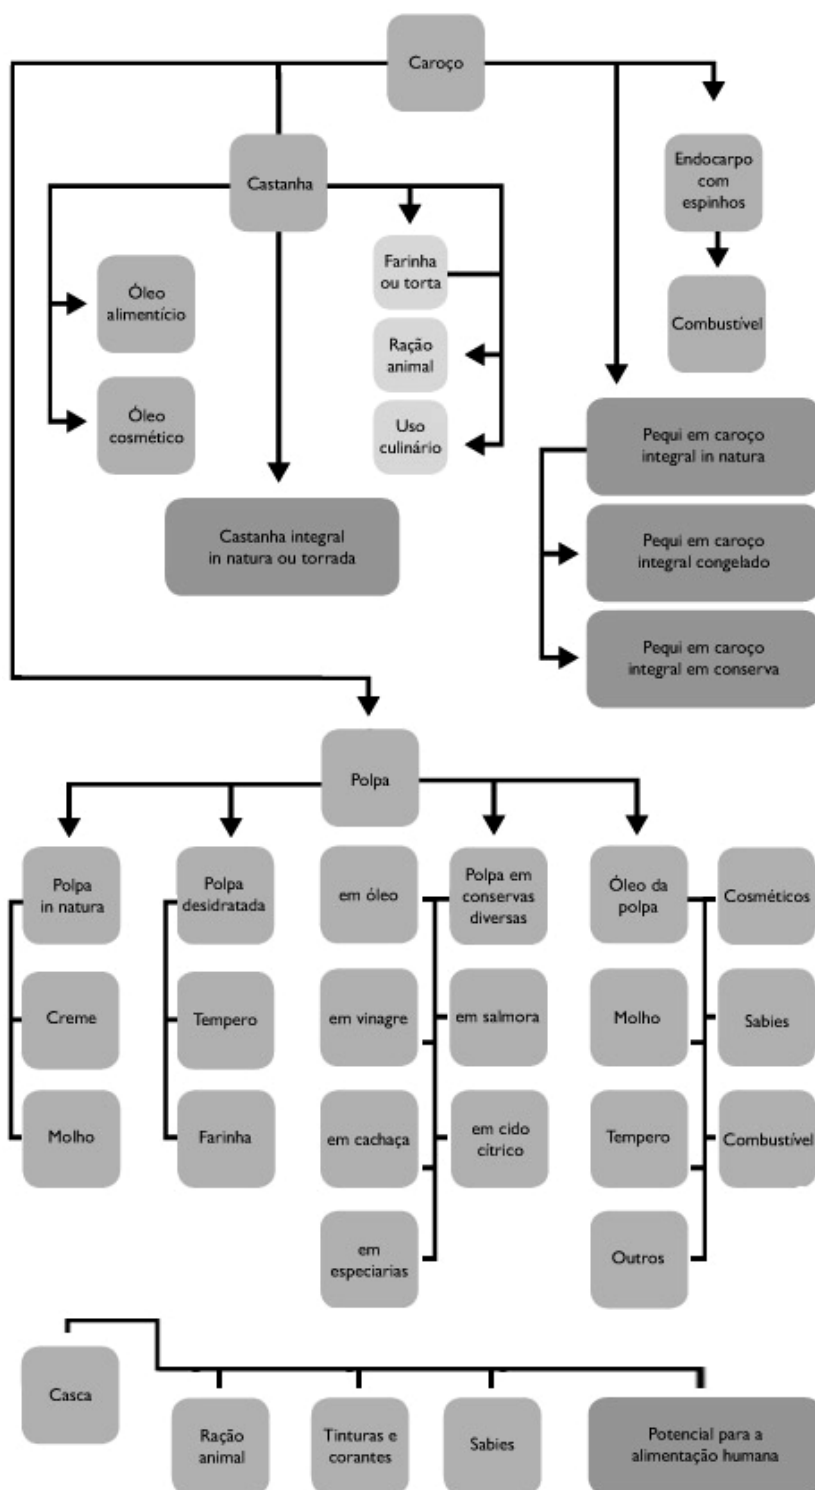 Caroço
Castanha
Endocarpo
com
espinhos
Farinha
ou torta
Óleo
alimentício
Combustível
Ração
animal
Óleo
cosmético
Uso
culinário
Pequi em caroço
integral in natura
Castanha integral
in natura ou torrada
Pequi em caroço
integral congelado
Pequi em caroço
integral em conserva
Polpa
Polpa
in natura
Polpa
desidratada
em óleo
Polpa em
conservas
diversas
Óleo da
polpa
Cosméticos
Creme
Tempero
em vinagre
em salmora
Molho
Sabies
Molho
Farinha
em cachaça
em cido
cítrico
Tempero
Combustível
em
especiarias
Outros
Casca
Ração
animal
Tinturas e
corantes
Sabies
Potencial para a
alimentação humana